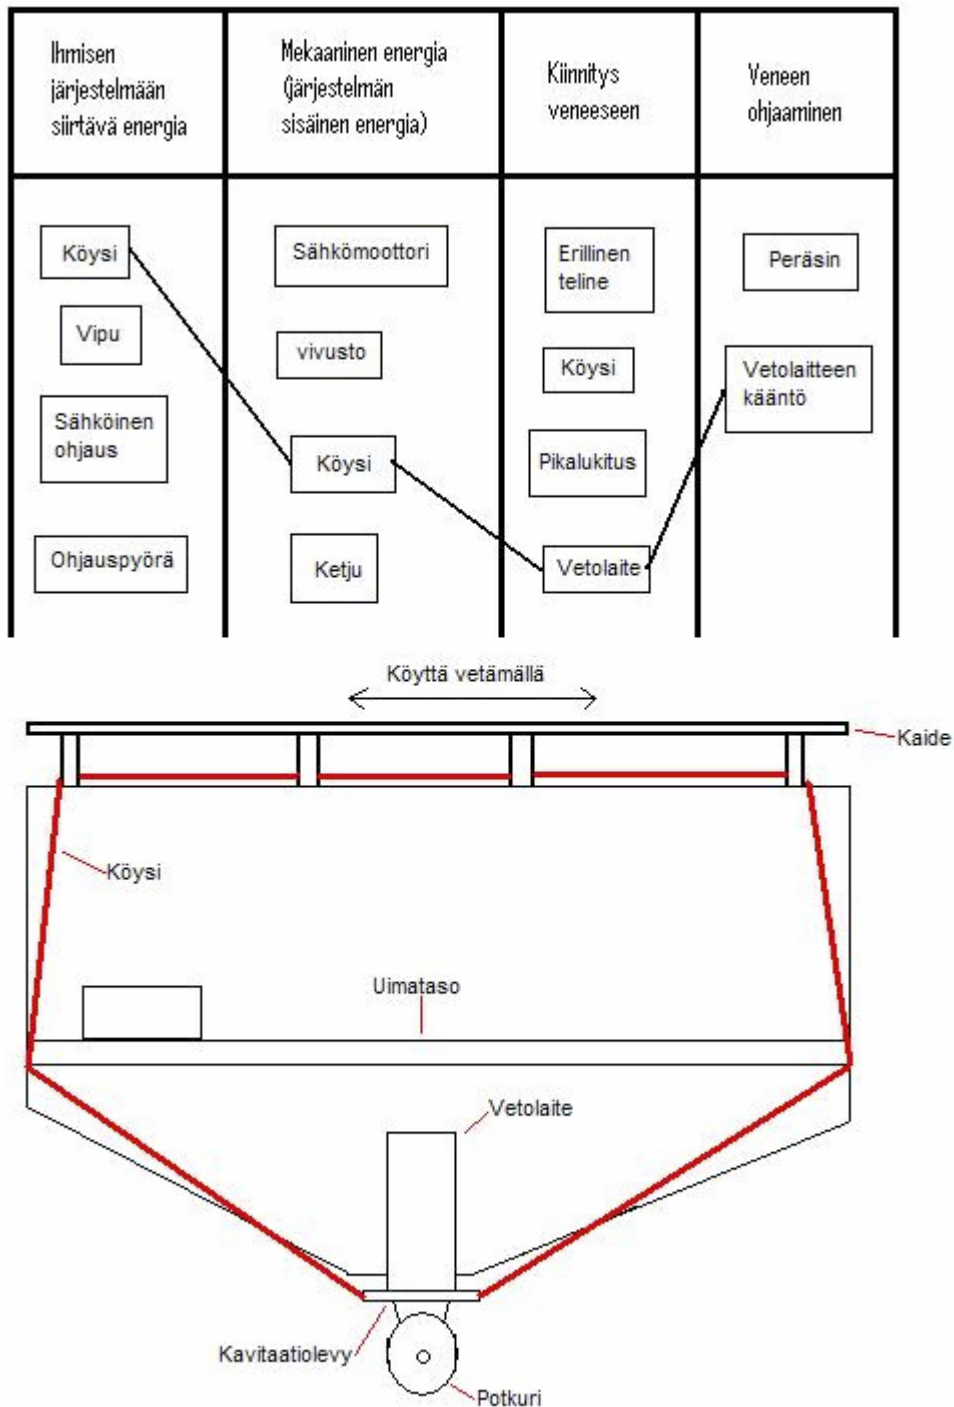 Ihmisen
järjestelmään
siirtävä energia
Mekaaninen energia
(järjestelmän
sisäinen energia)
Kiinnitys
veneeseen
Veneen
ohjaaminen
Köysi
Vipu
Sähköinen
ohjaus
Ohjauspyörä
Sähkömoottori
vivusto
Köysi
Ketju
Erillinen
teline
Köysi
Pikalukitus
Vetolaite
Peräsin
Vetolaitteen
kääntö
Köyttä vetämällä
Kaide
Köysi
Uimataso
Vetolaite
Kavitaatiolevy
Potkuri